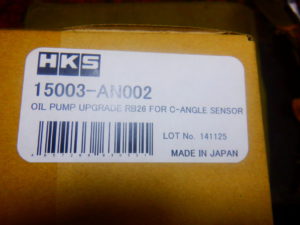 HKS
15003-AN002
OIL PUMP UPGRADE RB26 FOR C-ANGLE SENSOR
LOT No. 141125
MADE IN JAPAN